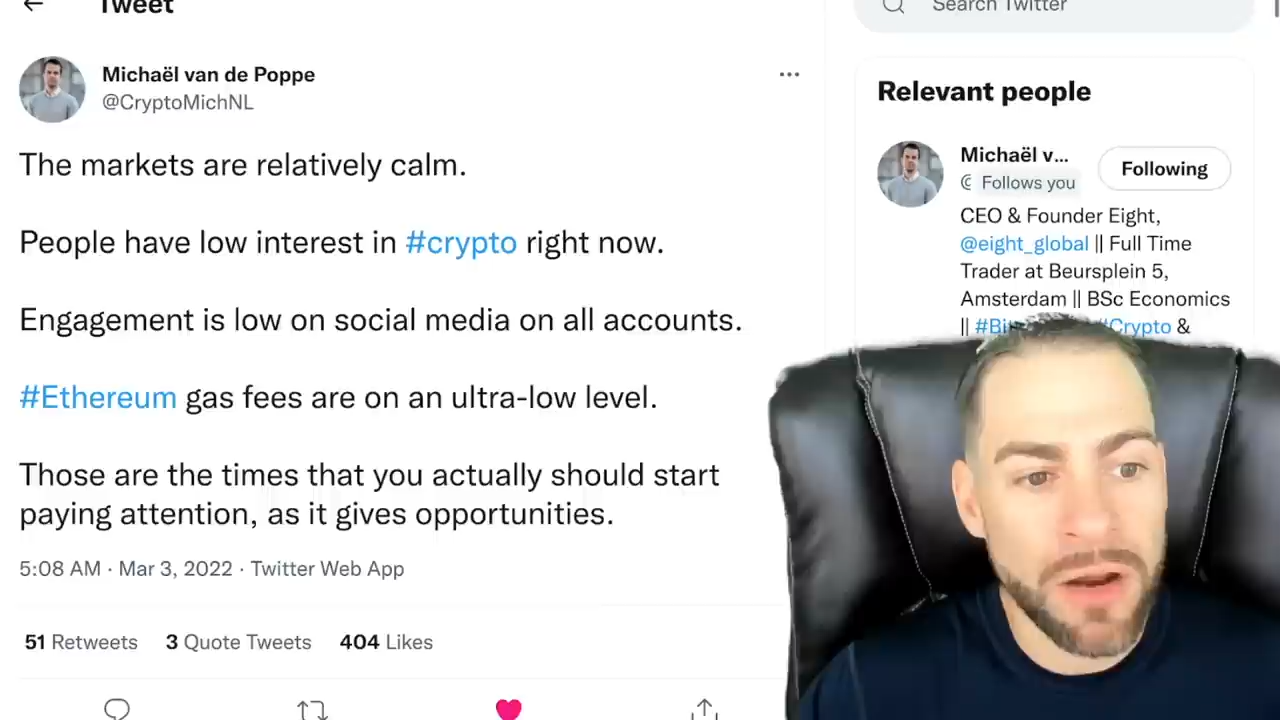 Tweet
Search Twitter
Michaël van de Poppe
@CryptoMichNL
The markets are relatively calm.
People have low interest in #crypto right now.
Engagement is low on social media on all accounts.
#Ethereum gas fees are on an ultra-low level.
Those are the times that you actually should start
paying attention, as it gives opportunities.
5:08 AM · Mar 3, 2022 · Twitter Web App
51 Retweets 3 Quote Tweets 404 Likes
Relevant people
Michaël v...
Follows you
Following
CEO & Founder Eight,
@eight_global || Full Time
Trader at Beursplein 5,
Amsterdam || BSc Economics
|| #Crypto &